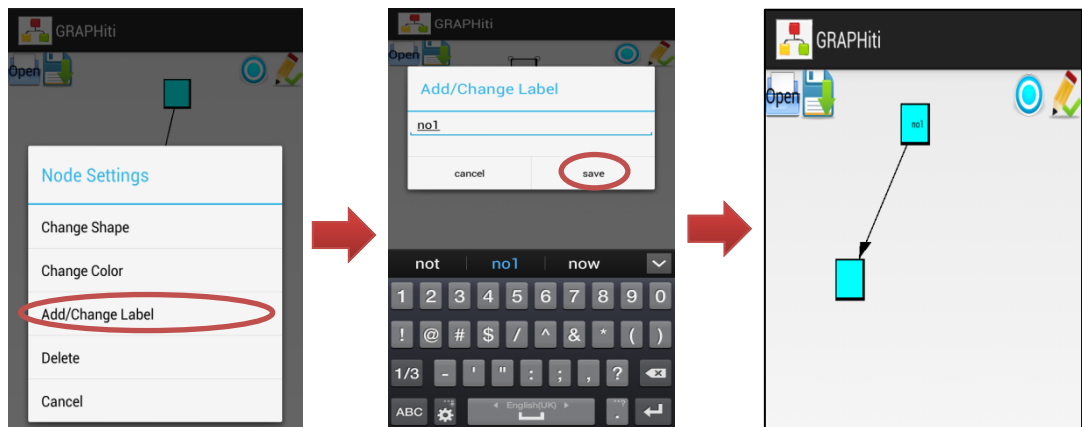 GRAPHiti
Open
Node Settings
Change Shape
Change Color
Add/Change Label
Delete
Cancel
GRAPHiti
Open
Add/Change Label
no1
cancel save
not no1 now
1 2 3 4 5 6 7 8 9 0
! @ # $ / ^ & * ( )
1/3 - ' " : ; , ?
ABC English(UK) .
GRAPHiti
Open
no1